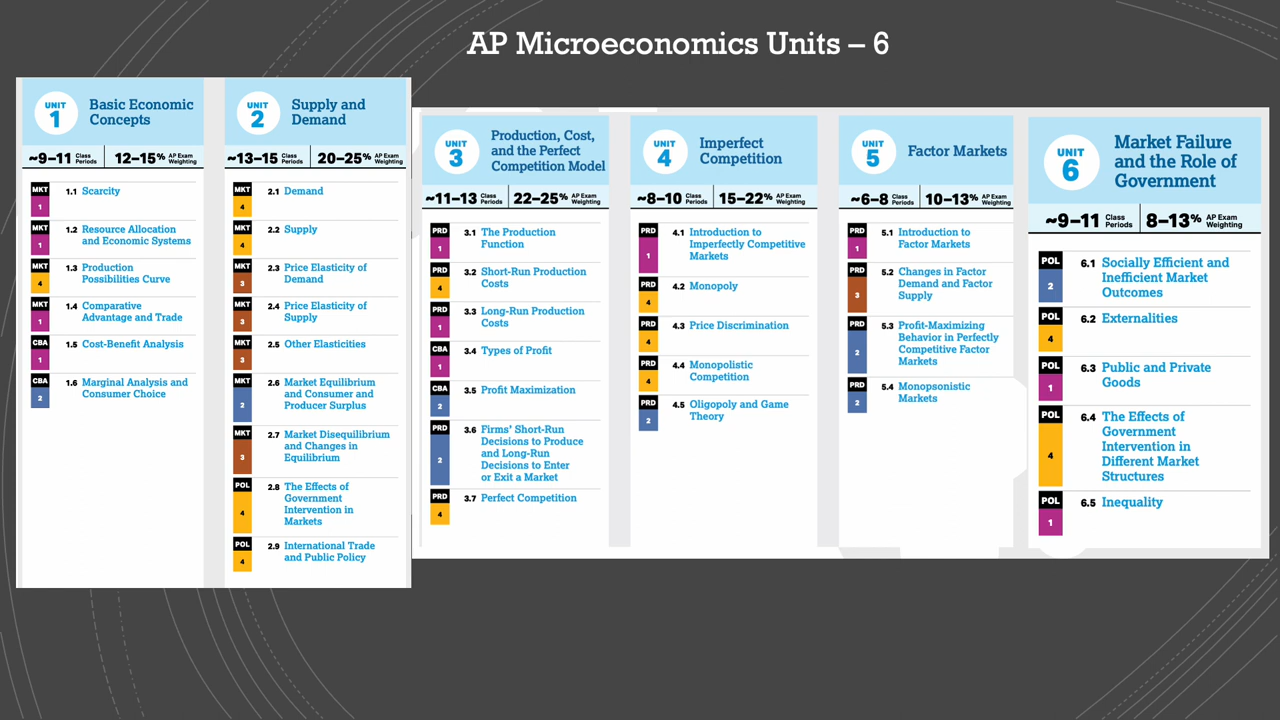 AP Microeconomics Units – 6
UNIT
1
Basic Economic
Concepts
~9–11 Class Periods
12–15% AP Exam Weighting
MKT
1
1.1 Scarcity
MKT
1
1.2 Resource Allocation
and Economic Systems
MKT
4
1.3 Production
Possibilities Curve
MKT
1
1.4 Comparative
Advantage and Trade
CBA
1
1.5 Cost-Benefit Analysis
CBA
2
1.6 Marginal Analysis and
Consumer Choice
UNIT
2
Supply and
Demand
~13–15 Class Periods
20–25% AP Exam Weighting
MKT
4
2.1 Demand
MKT
4
2.2 Supply
MKT
3
2.3 Price Elasticity of
Demand
MKT
3
2.4 Price Elasticity of
Supply
MKT
3
2.5 Other Elasticities
MKT
2
2.6 Market Equilibrium
and Consumer and
Producer Surplus
MKT
3
2.7 Market Disequilibrium
and Changes in
Equilibrium
POL
4
2.8 The Effects of
Government
Intervention in
Markets
POL
4
2.9 International Trade
and Public Policy
UNIT
3
Production, Cost,
and the Perfect
Competition Model
~11–13 Class Periods
22–25% AP Exam Weighting
PRD
1
3.1 The Production
Function
PRD
4
3.2 Short-Run Production
Costs
PRD
1
3.3 Long-Run Production
Costs
CBA
1
3.4 Types of Profit
CBA
2
3.5 Profit Maximization
PRD
2
3.6 Firms’ Short-Run
Decisions to Produce
and Long-Run
Decisions to Enter
or Exit a Market
PRD
4
3.7 Perfect Competition
UNIT
4
Imperfect
Competition
~8–10 Class Periods
15–22% AP Exam Weighting
PRD
1
4.1 Introduction to
Imperfectly Competitive
Markets
PRD
4
4.2 Monopoly
PRD
4
4.3 Price Discrimination
PRD
4
4.4 Monopolistic
Competition
PRD
2
4.5 Oligopoly and Game
Theory
UNIT
5
Factor Markets
~6–8 Class Periods
10–13% AP Exam Weighting
PRD
1
5.1 Introduction to
Factor Markets
PRD
3
5.2 Changes in Factor
Demand and Factor
Supply
PRD
2
5.3 Profit-Maximizing
Behavior in Perfectly
Competitive Factor
Markets
PRD
2
5.4 Monopsonistic
Markets
UNIT
6
Market Failure
and the Role of
Government
~9–11 Class Periods
8–13% AP Exam Weighting
POL
2
6.1 Socially Efficient and
Inefficient Market
Outcomes
POL
4
6.2 Externalities
POL
1
6.3 Public and Private
Goods
POL
4
6.4 The Effects of
Government
Intervention in
Different Market
Structures
POL
1
6.5 Inequality